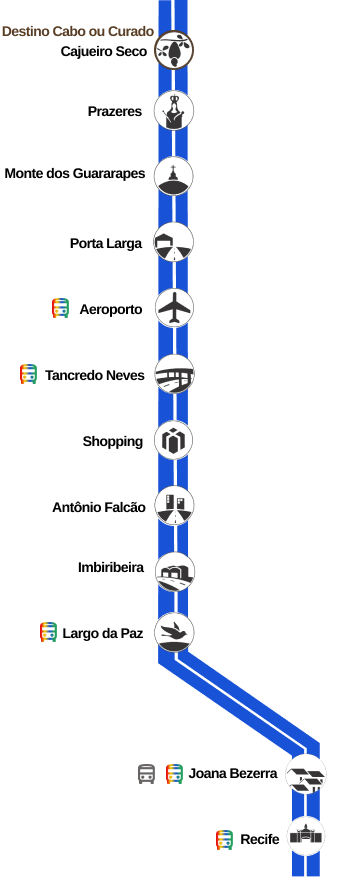 Destino Cabo ou Curado
Cajueiro Seco
Prazeres
Monte dos Guararapes
Porta Larga
Aeroporto
Tancredo Neves
Shopping
Antônio Falcão
Imbiribeira
Largo da Paz
Joana Bezerra
Recife